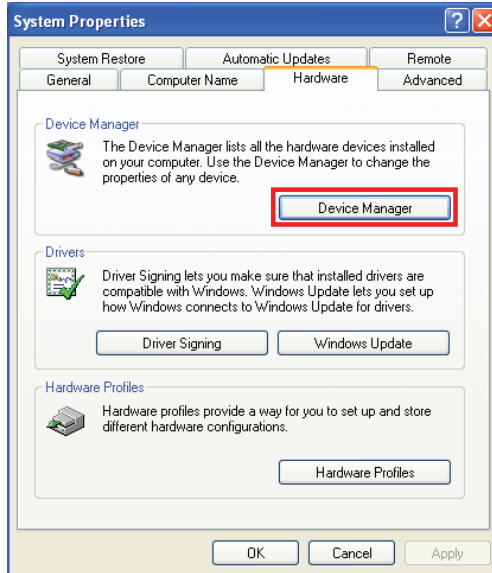 System Properties
System Restore Automatic Updates Remote
General Computer Name Hardware Advanced
Device Manager
The Device Manager lists all the hardware devices installed
on your computer. Use the Device Manager to change the
properties of any device.
Device Manager
Drivers
Driver Signing lets you make sure that installed drivers are
compatible with Windows. Windows Update lets you set up
how Windows connects to Windows Update for drivers.
Driver Signing Windows Update
Hardware Profiles
Hardware profiles provide a way for you to set up and store
different hardware configurations.
Hardware Profiles
OK Cancel Apply